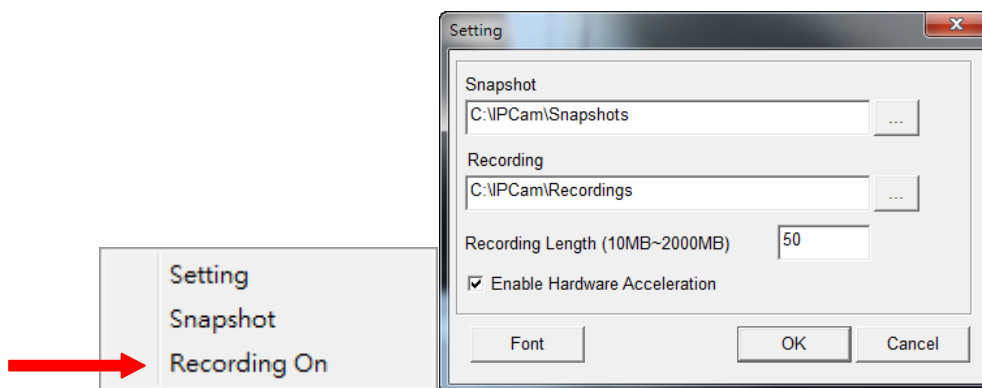 Setting
Snapshot
C:\IPCam\Snapshots
...
Recording
C:\IPCam\Recordings
...
Recording Length (10MB~2000MB) 50
Enable Hardware Acceleration
Font OK Cancel
Setting
Snapshot
Recording On